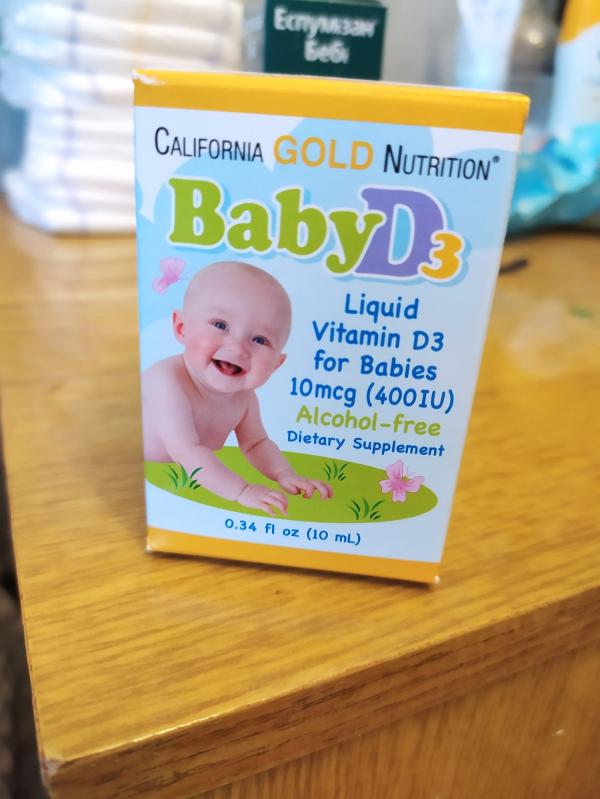 Еспумізан
Бебі
CALIFORNIA GOLD NUTRITION®
BabyD3
Liquid
Vitamin D3
for Babies
10mcg (400IU)
Alcohol-free
Dietary Supplement
0.34 fl oz (10 mL)